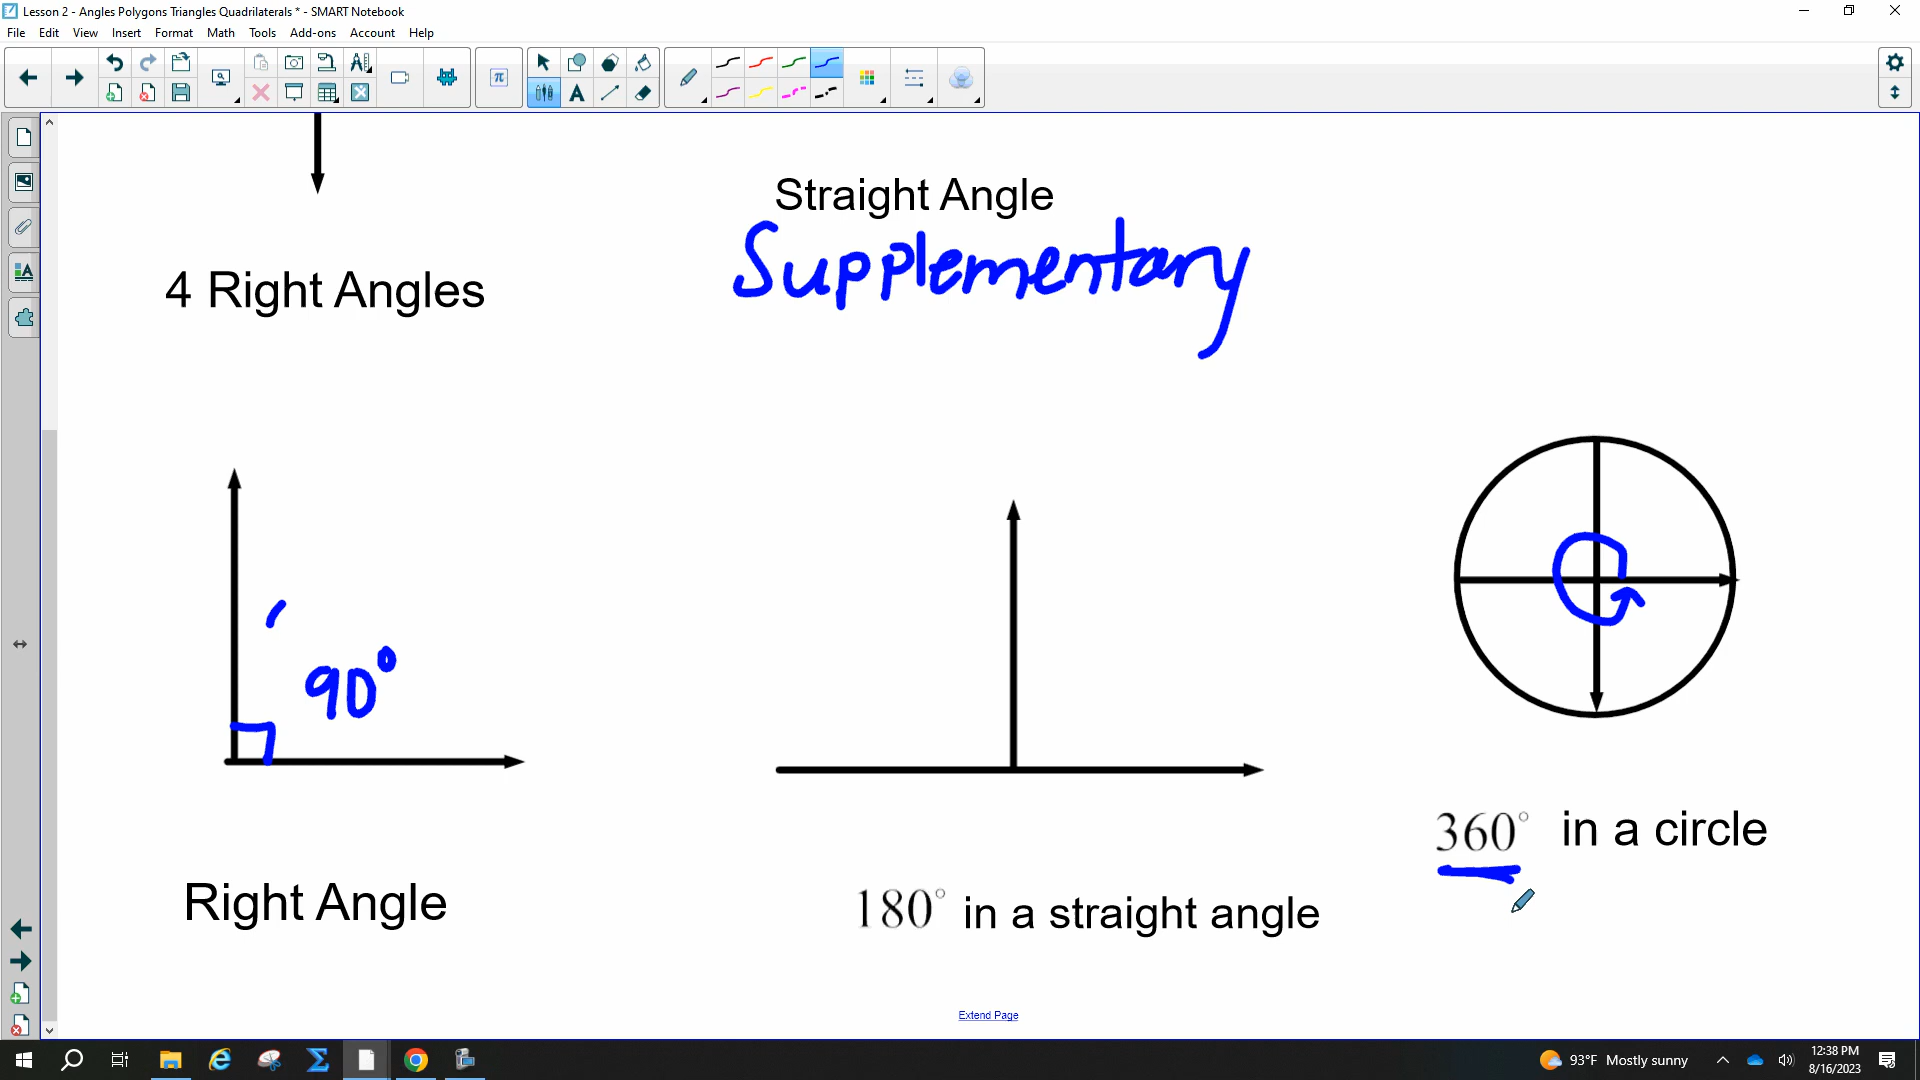 Lesson 2 - Angles Polygons Triangles Quadrilaterals * - SMART Notebook
File Edit View Insert Format Math Tools Add-ons Account Help
Straight Angle
Supplementary
4 Right Angles
90°
360° in a circle
Right Angle
180° in a straight angle
Extend Page
93°F Mostly sunny
12:38 PM
8/16/2023